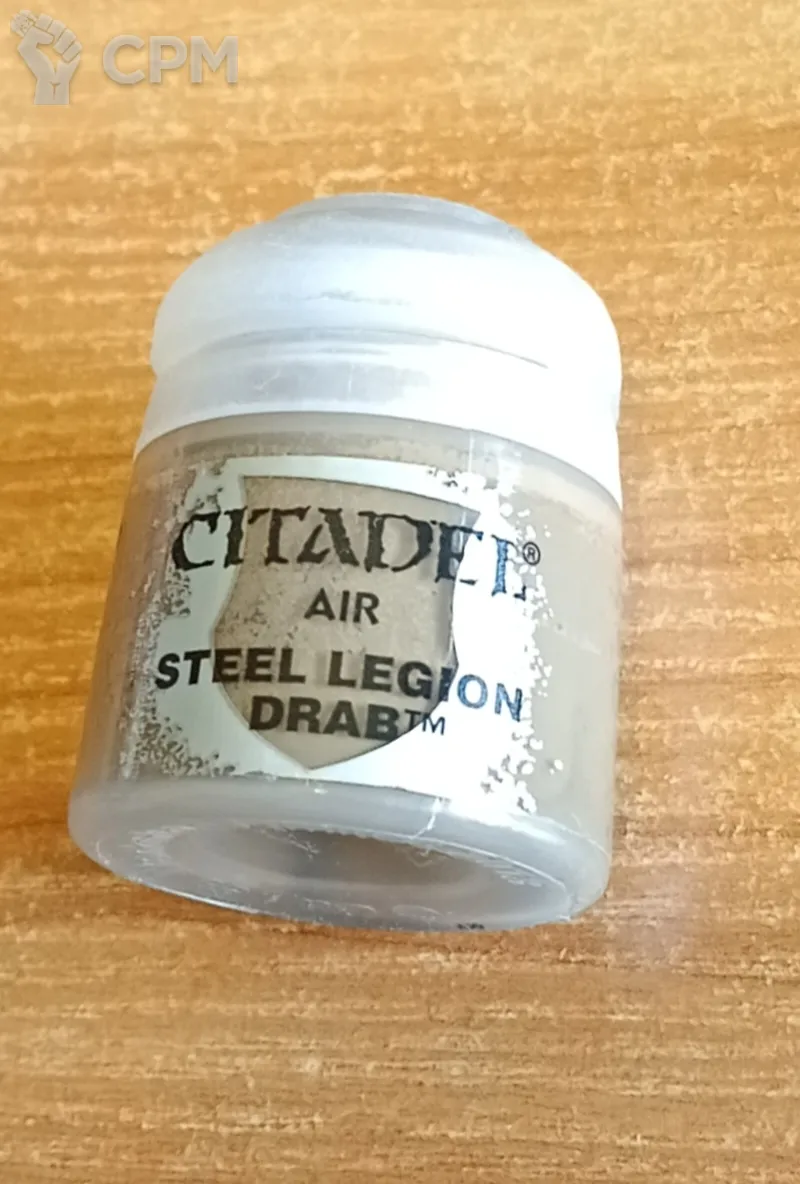 CPM
CITADEL®
AIR
STEEL LEGION
DRAB™